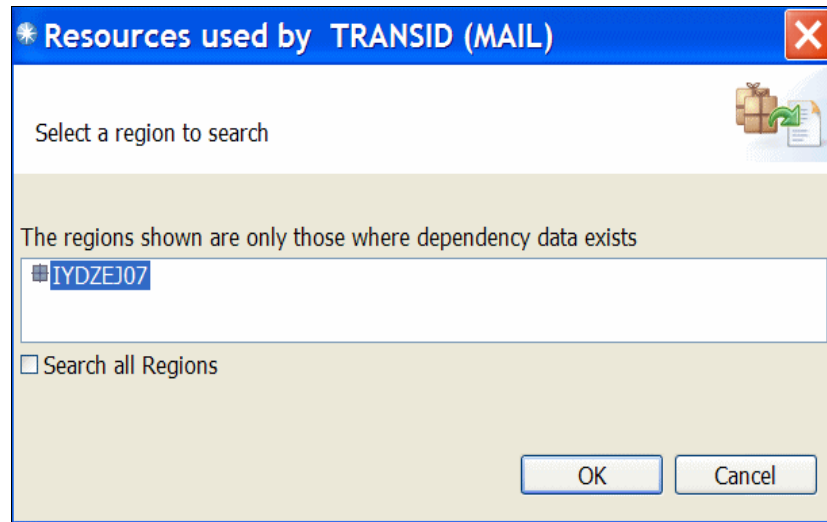 Resources used by TRANSID (MAIL)
Select a region to search
The regions shown are only those where dependency data exists
IYDZEJ07
Search all Regions
OK Cancel